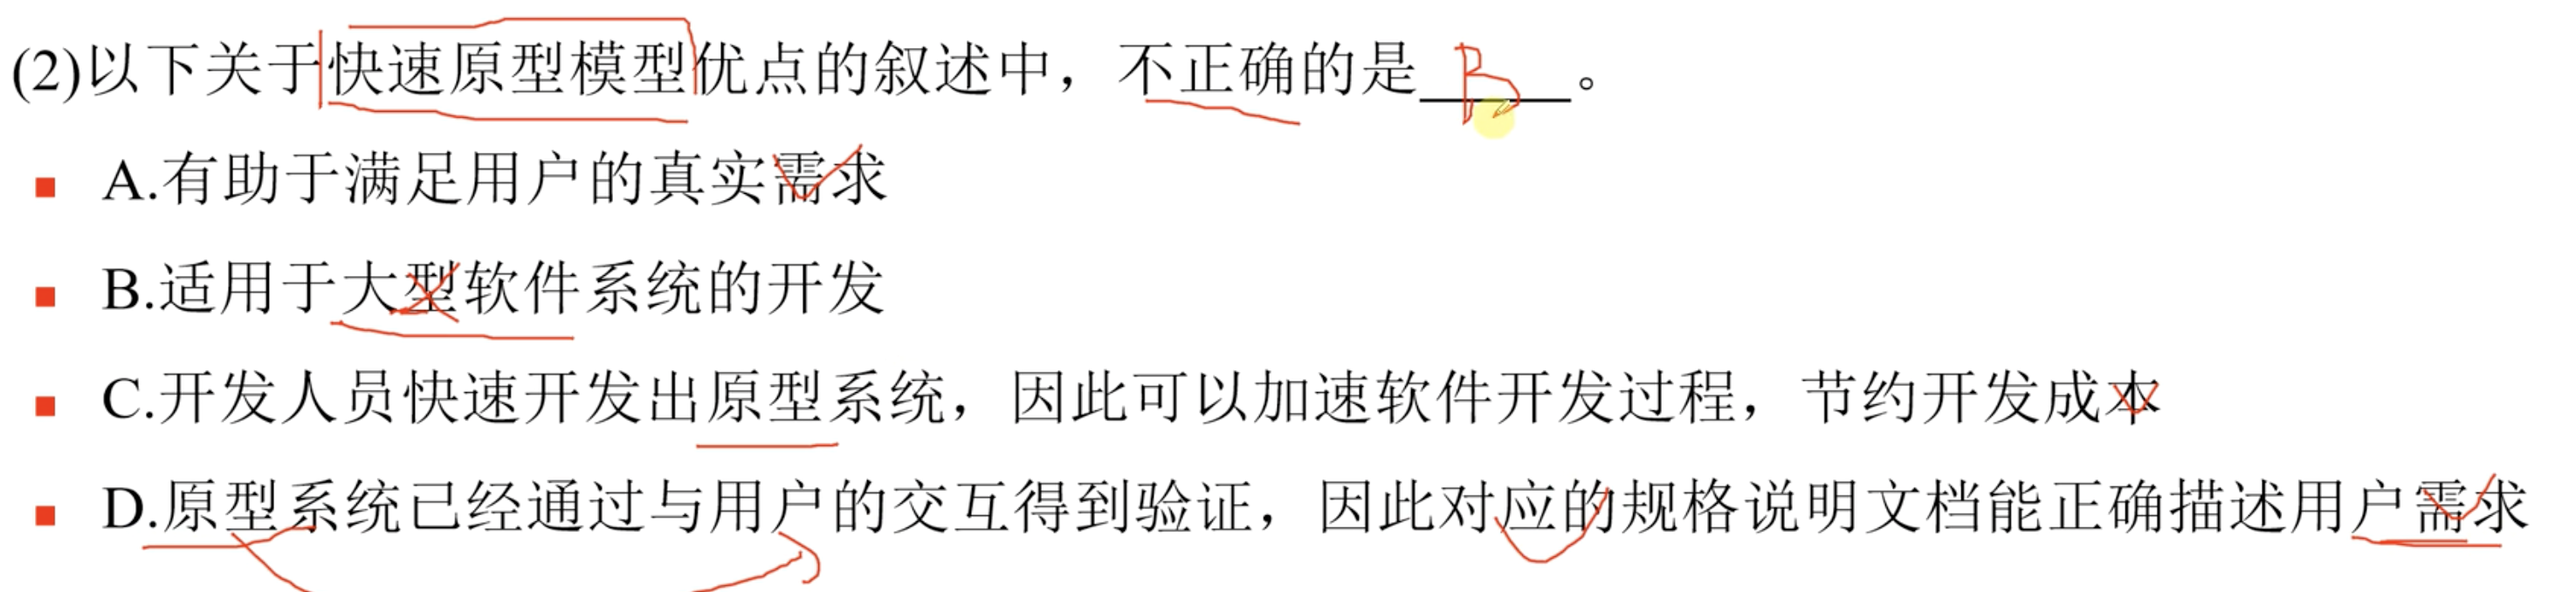 (2)以下关于快速原型模型优点的叙述中，不正确的是 B 。
A.有助于满足用户的真实需求
B.适用于大型软件系统的开发
C.开发人员快速开发出原型系统，因此可以加速软件开发过程，节约开发成本
D.原型系统已经通过与用户的交互得到验证，因此对应的规格说明文档能正确描述用户需求